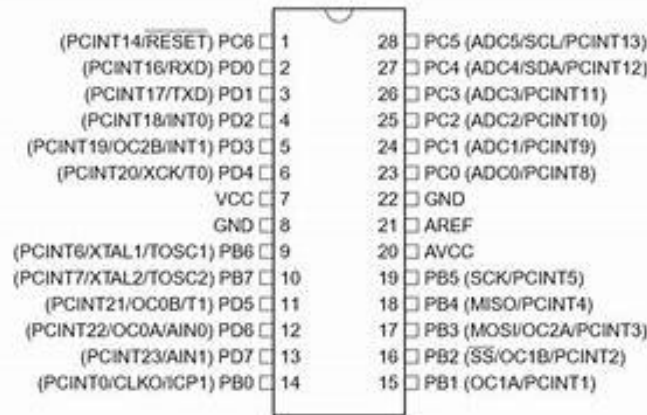 (PCINT14/RESET) PC6 1 28 PC5 (ADC5/SCL/PCINT13)
(PCINT16/RXD) PD0 2 27 PC4 (ADC4/SDA/PCINT12)
(PCINT17/TXD) PD1 3 26 PC3 (ADC3/PCINT11)
(PCINT18/INT0) PD2 4 25 PC2 (ADC2/PCINT10)
(PCINT19/OC2B/INT1) PD3 5 24 PC1 (ADC1/PCINT9)
(PCINT20/XCK/T0) PD4 6 23 PC0 (ADC0/PCINT8)
VCC 7 22 GND
GND 8 21 AREF
(PCINT6/XTAL1/TOSC1) PB6 9 20 AVCC
(PCINT7/XTAL2/TOSC2) PB7 10 19 PB5 (SCK/PCINT5)
(PCINT21/OC0B/T1) PD5 11 18 PB4 (MISO/PCINT4)
(PCINT22/OC0A/AIN0) PD6 12 17 PB3 (MOSI/OC2A/PCINT3)
(PCINT23/AIN1) PD7 13 16 PB2 (SS/OC1B/PCINT2)
(PCINT0/CLKO/ICP1) PB0 14 15 PB1 (OC1A/PCINT1)